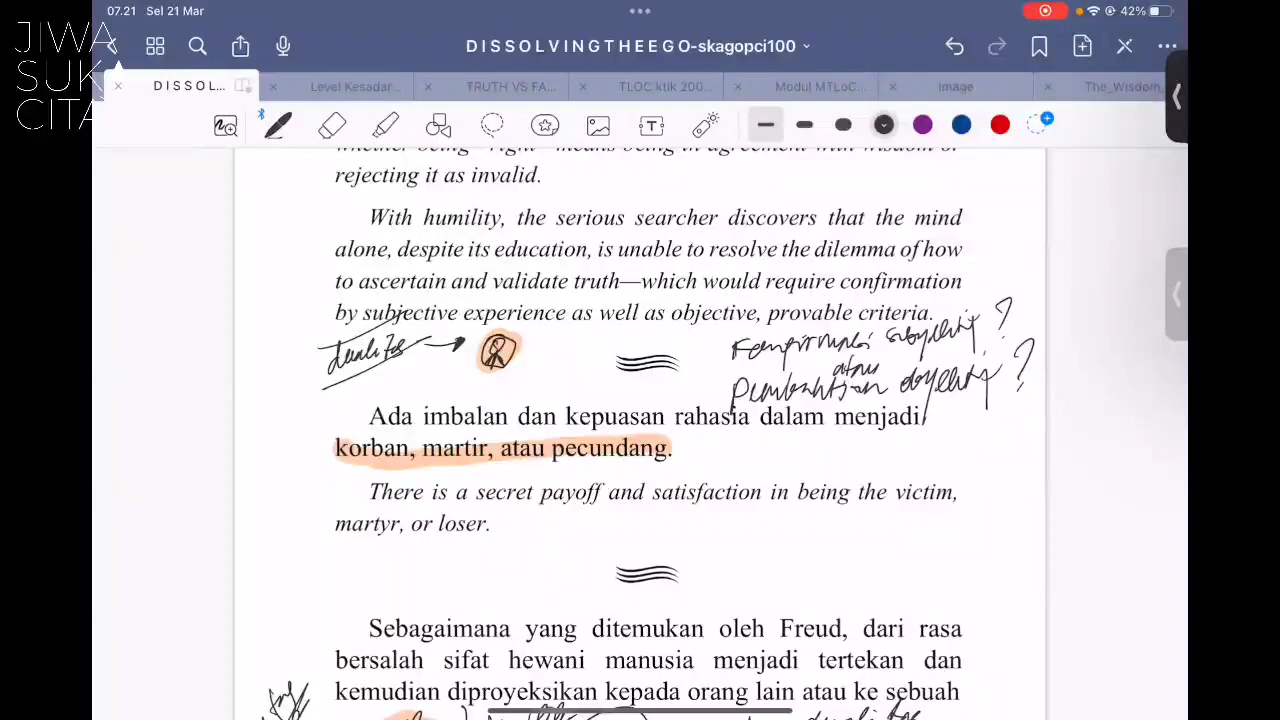 07.21 Sel 21 Mar
42%
JIWA
SUKA
CITA
D I S S O L V I N G T H E E G O - skagopci100
D I S S O L...
Level Kesadar...
TRUTH VS FA...
TLOC ktik 200...
Modul MTLoC...
image
The_Wisdom_
rejecting it as invalid.
With humility, the serious searcher discovers that the mind
alone, despite its education, is unable to resolve the dilemma of how
to ascertain and validate truth—which would require confirmation
by subjective experience as well as objective, provable criteria.
dualitas
Konfirmasi subyektif ?
atau
pembuktian obyektif ?
Ada imbalan dan kepuasan rahasia dalam menjadi
korban, martir, atau pecundang.
There is a secret payoff and satisfaction in being the victim,
martyr, or loser.
Sebagaimana yang ditemukan oleh Freud, dari rasa
bersalah sifat hewani manusia menjadi tertekan dan
kemudian diproyeksikan kepada orang lain atau ke sebuah
dualitas